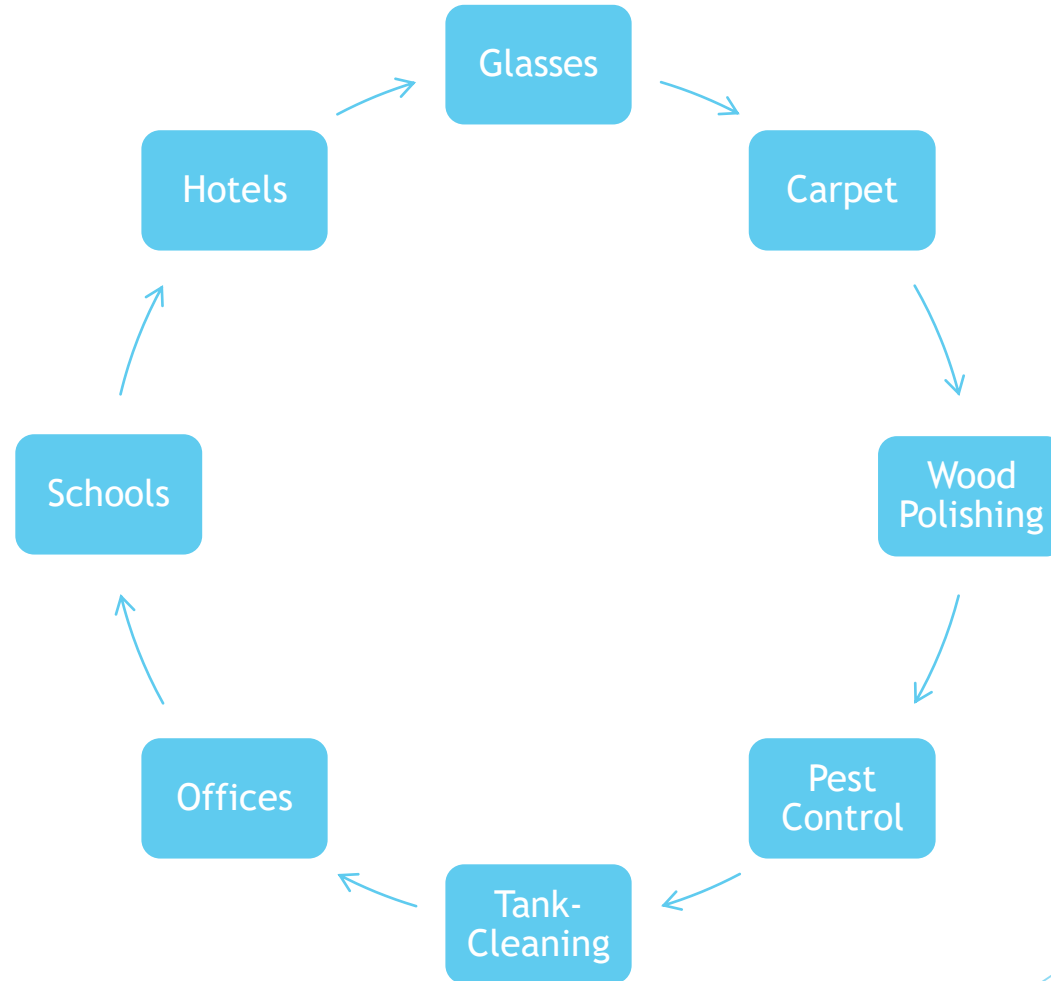 Glasses
Carpet
Wood
Polishing
Pest
Control
Tank-
Cleaning
Offices
Schools
Hotels